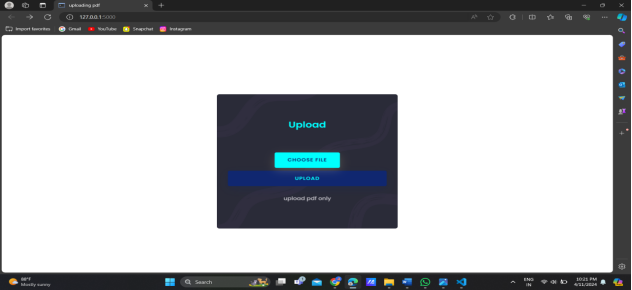 uploading pdf
127.0.0.1:5000
Import favorites
Gmail
YouTube
Snapchat
Instagram
Upload
CHOOSE FILE
UPLOAD
upload pdf only
88°F
Mostly sunny
Search
ENG
IN
10:21 PM
4/11/2024